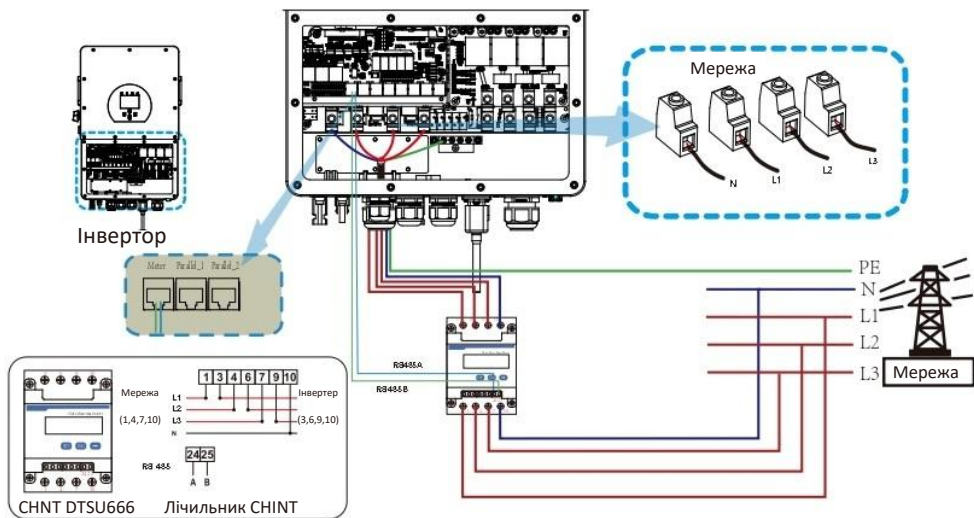 Мережа
N
L1
L2
L3
Інвертор
Meter
Parallel_1
Parallel_2
PE
N
L1
L2
L3
Мережа
RS485A
RS485B
Мережа
(1,4,7,10)
L1
L2
L3
N
1 3 4 6 7 9 10
Інвертер
(3,6,9,10)
RS 485
24 25
A B
CHNT DTSU666
Лічильник CHINT